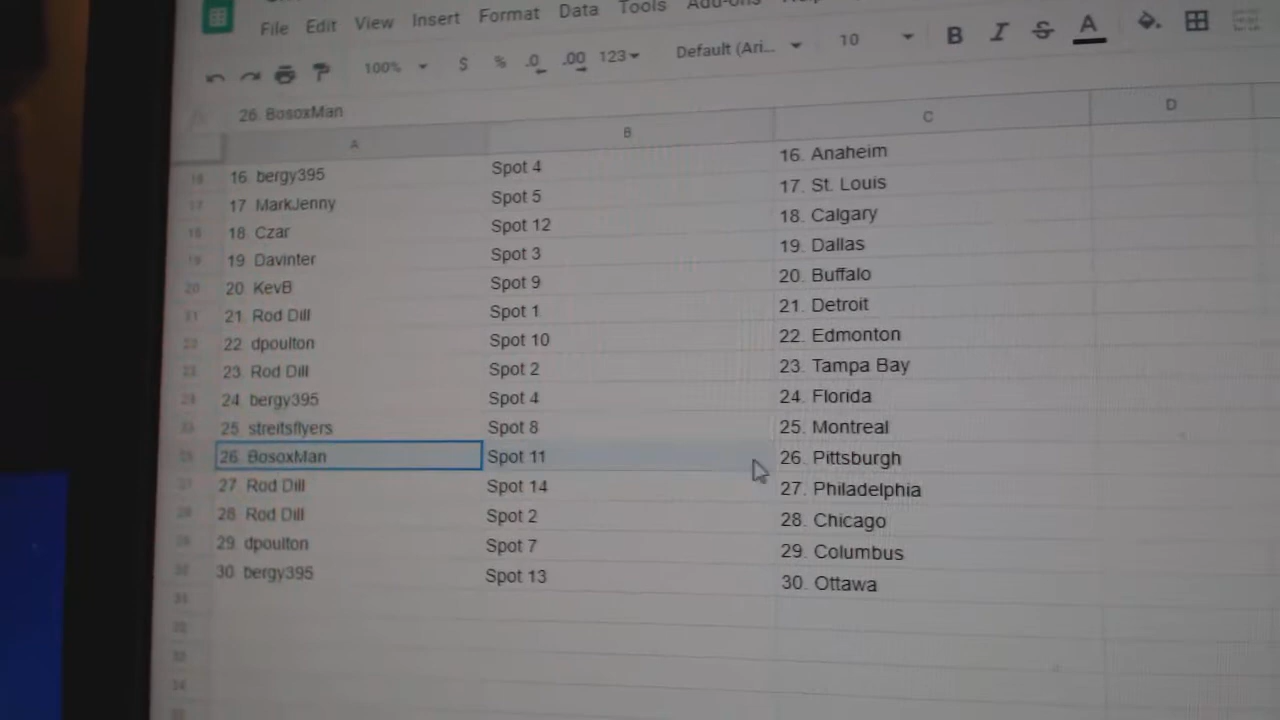 File Edit View Insert Format Data Tools Add-ons
100% $ % .0 .00 123 Default (Ari... 10 B I S A
26. BosoxMan
A B C D
16. bergy395 Spot 4 16. Anaheim
17 MarkJenny Spot 5 17. St. Louis
18. Czar Spot 12 18. Calgary
19 Davinter Spot 3 19. Dallas
20 KevB Spot 9 20. Buffalo
21. Rod Dill Spot 1 21. Detroit
22 dpoulton Spot 10 22. Edmonton
23. Rod Dill Spot 2 23. Tampa Bay
24 bergy395 Spot 4 24. Florida
25 streitsflyers Spot 8 25. Montreal
26. BosoxMan Spot 11 26. Pittsburgh
27 Rod Dill Spot 14 27. Philadelphia
28 Rod Dill Spot 2 28. Chicago
29. dpoulton Spot 7 29. Columbus
30 bergy395 Spot 13 30. Ottawa